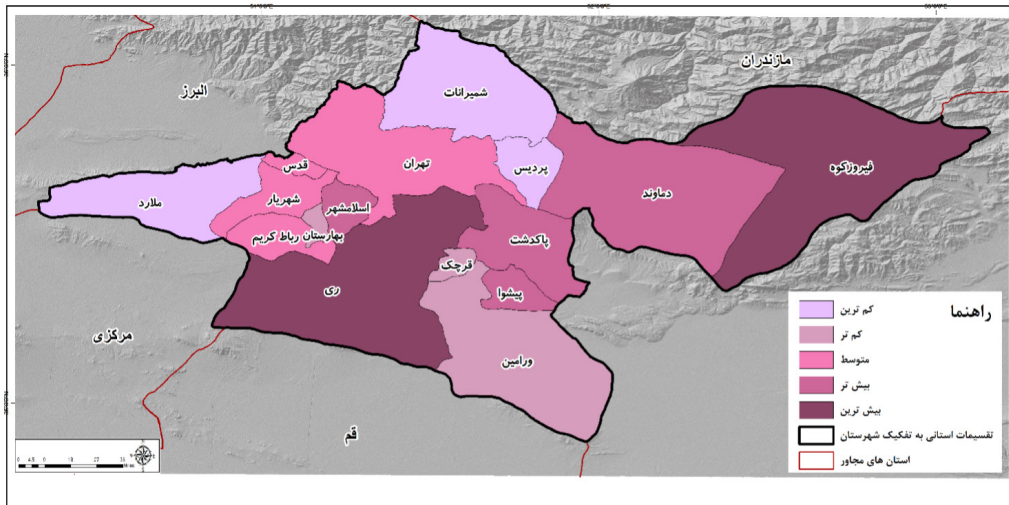 مازندران
البرز
شمیرانات
تهران
پردیس
فیروزکوه
دماوند
قدس
ملارد
شهریار
اسلامشهر
رباط کریم
بهارستان
پاکدشت
قرچک
ری
پیشوا
ورامین
مرکزی
قم
راهنما
کم ترین
کم تر
متوسط
بیش تر
بیش ترین
تقسیمات استانی به تفکیک شهرستان
استان های مجاور